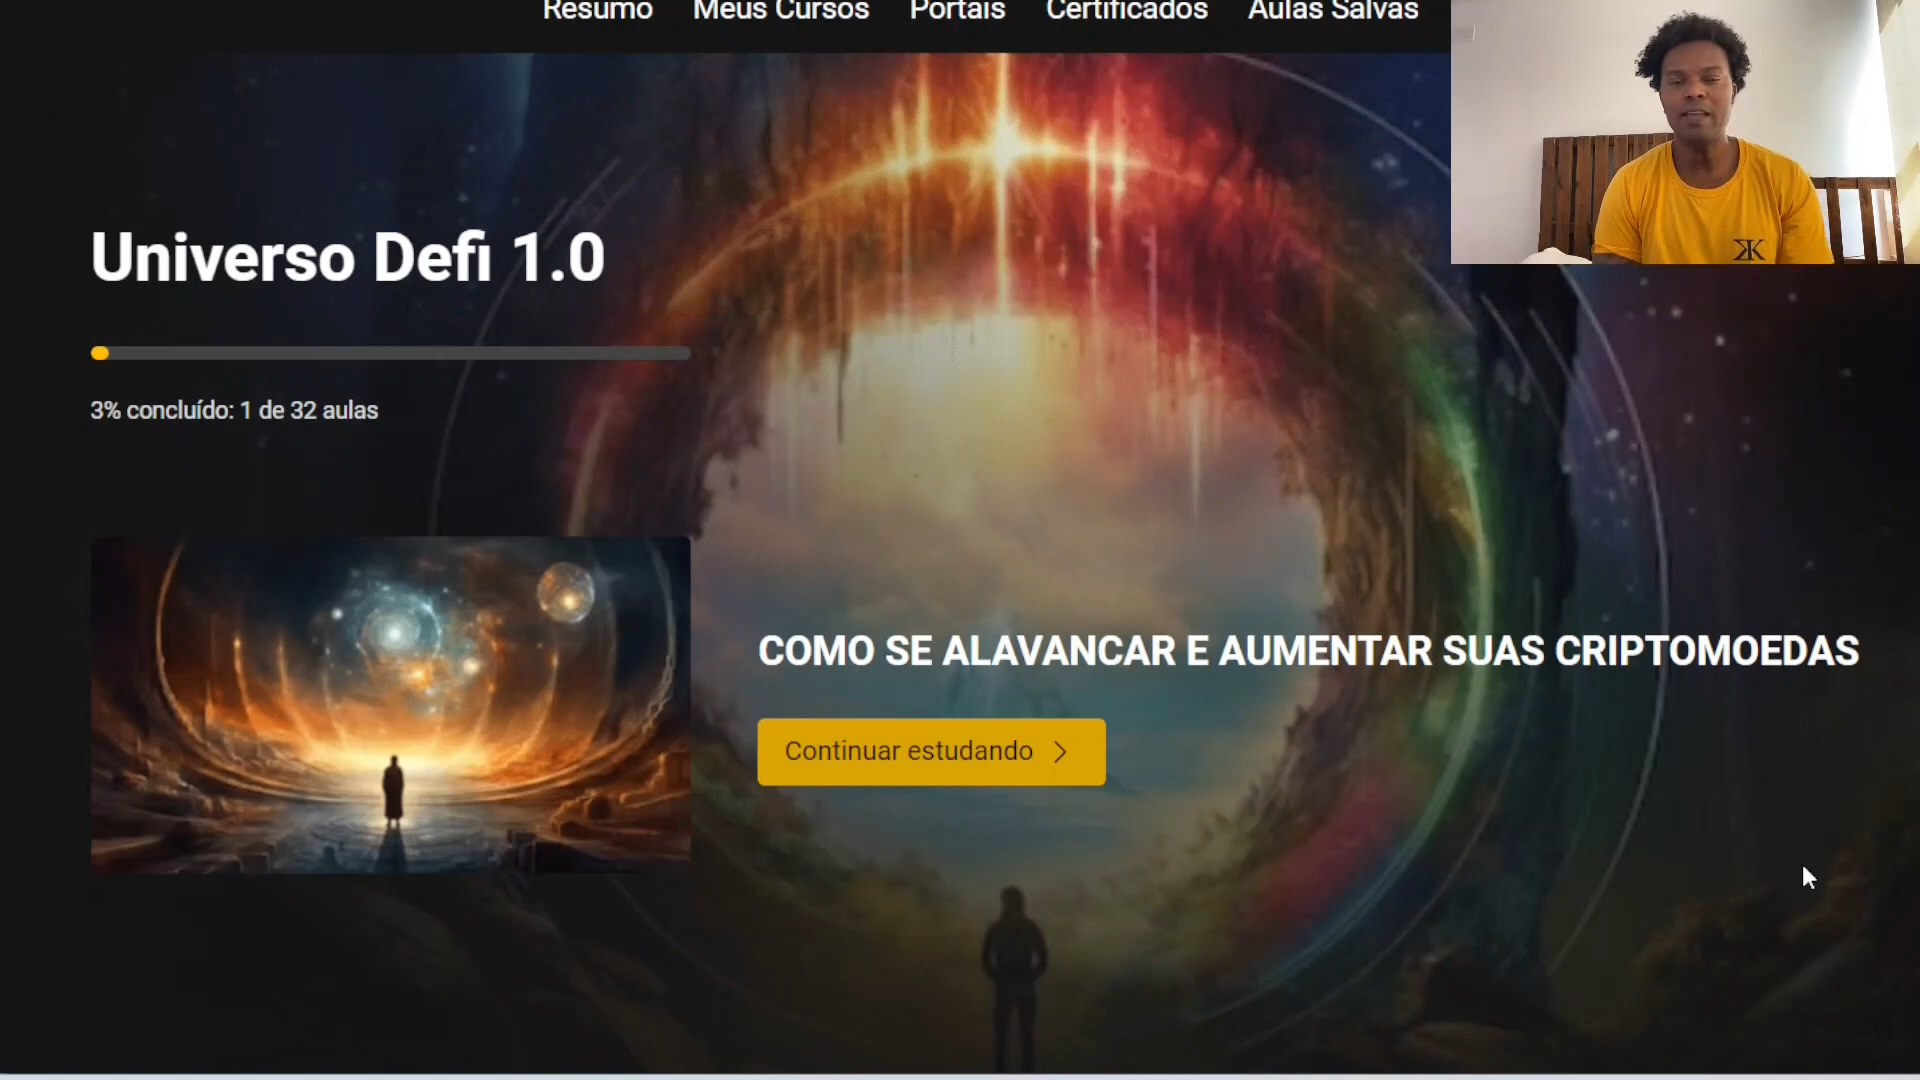 Resumo Meus Cursos Portais Certificados Aulas Salvas
Universo Defi 1.0
3% concluído: 1 de 32 aulas
COMO SE ALAVANCAR E AUMENTAR SUAS CRIPTOMOEDAS
Continuar estudando